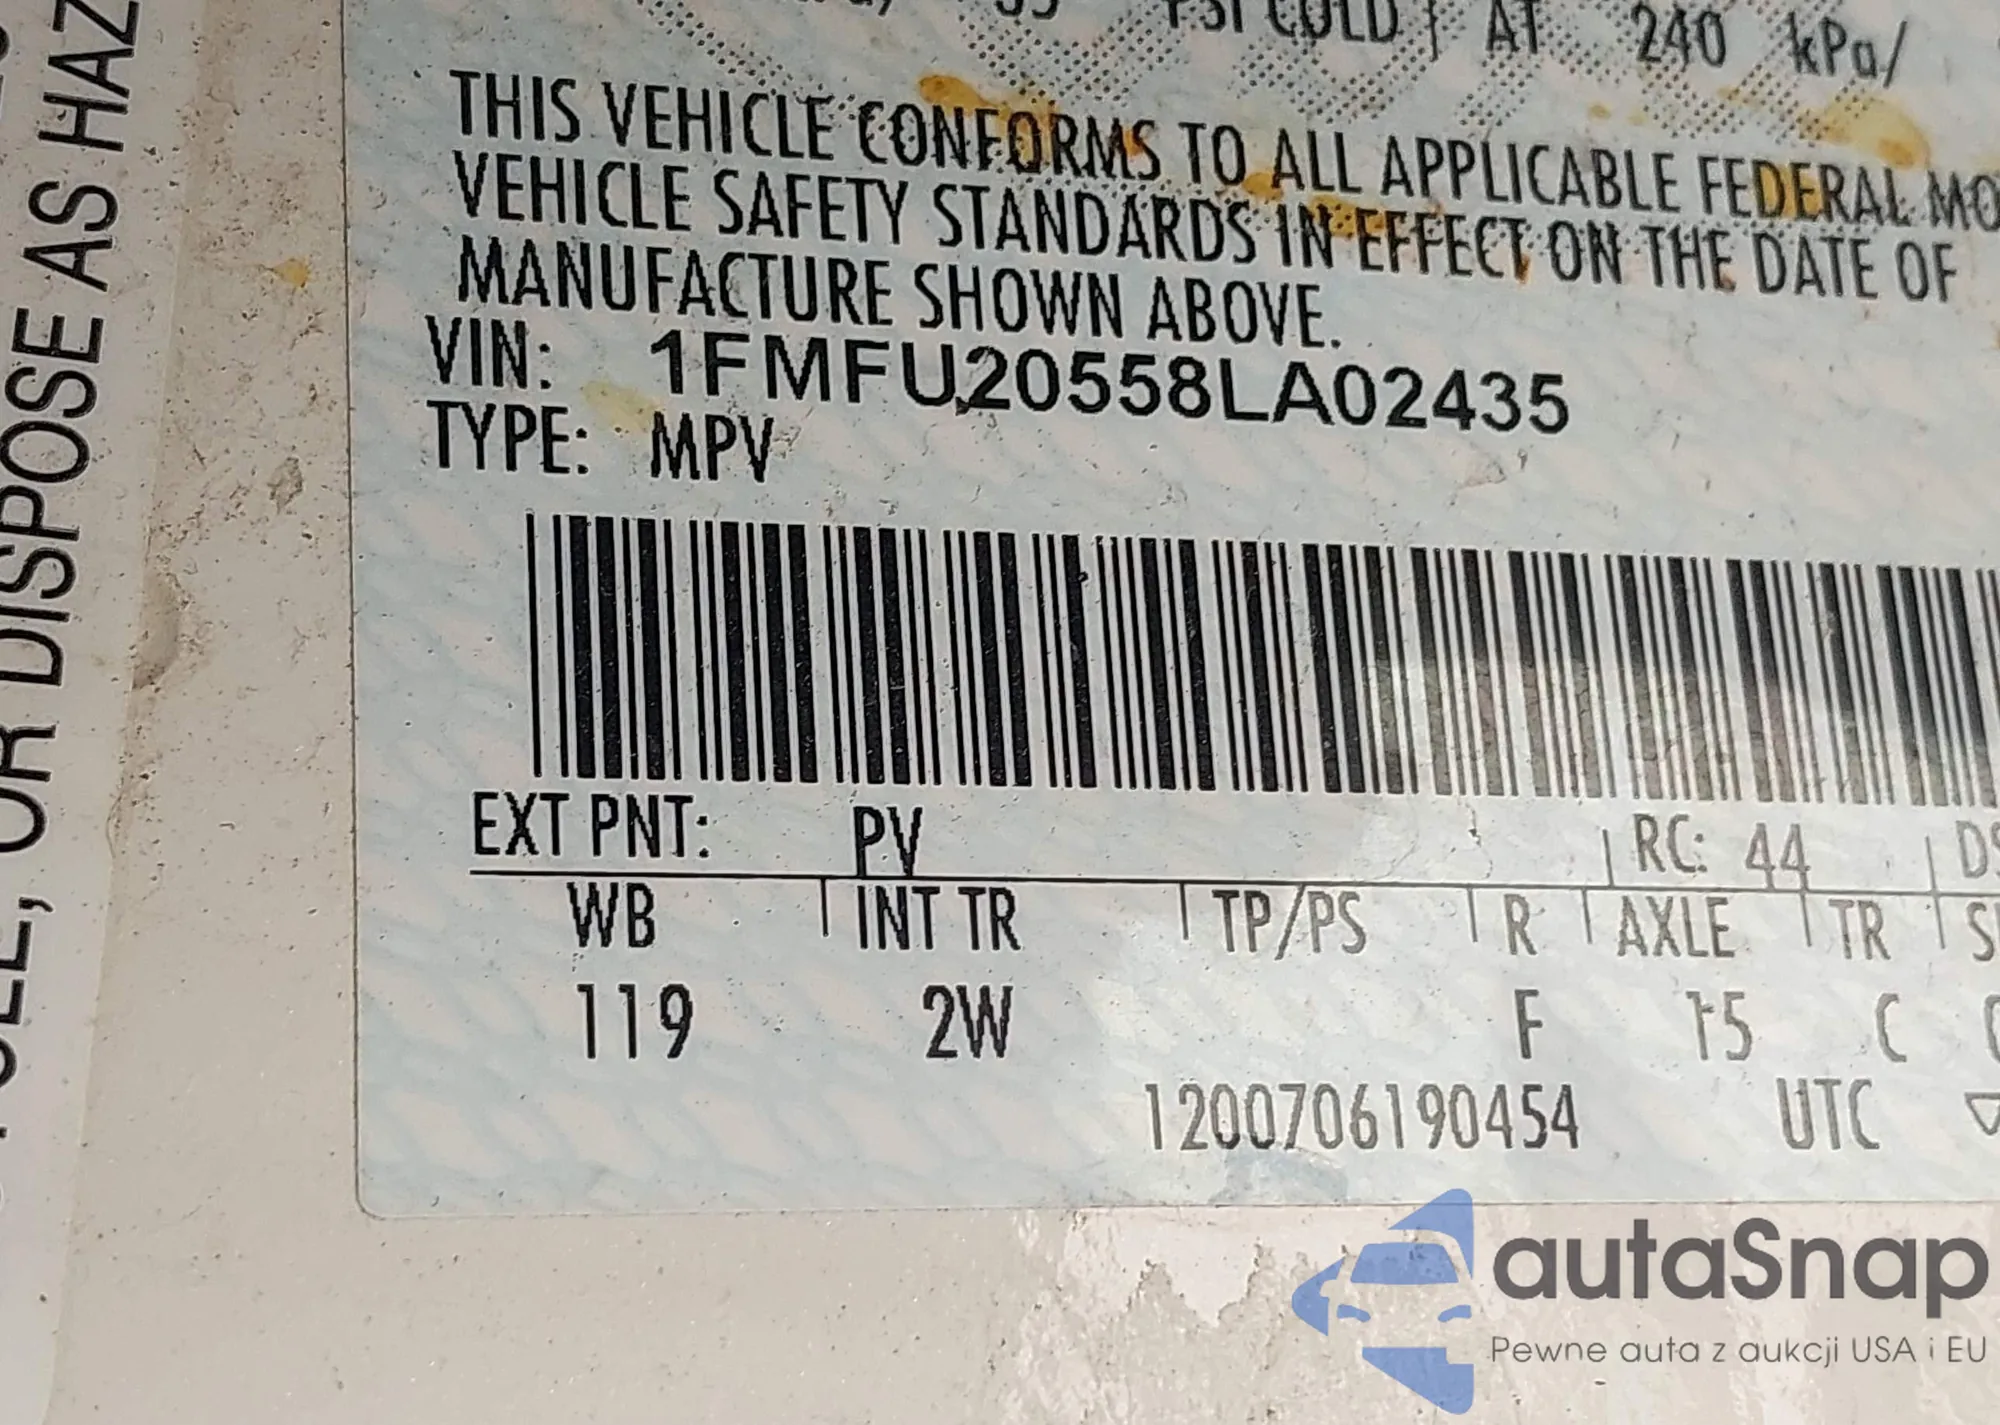 PSI COLD AT 240 kPa/
THIS VEHICLE CONFORMS TO ALL APPLICABLE FEDERAL MO
VEHICLE SAFETY STANDARDS IN EFFECT ON THE DATE OF
MANUFACTURE SHOWN ABOVE.
VIN: 1FMFU20558LA02435
TYPE: MPV
EXT PNT: PV RC: 44 DS
WB INT TR TP/PS R AXLE TR
119 2W F 15 C
1200706190454 UTC
OR DISPOSE AS HAZ
autaSnap
Pewne auta z aukcji USA i EU